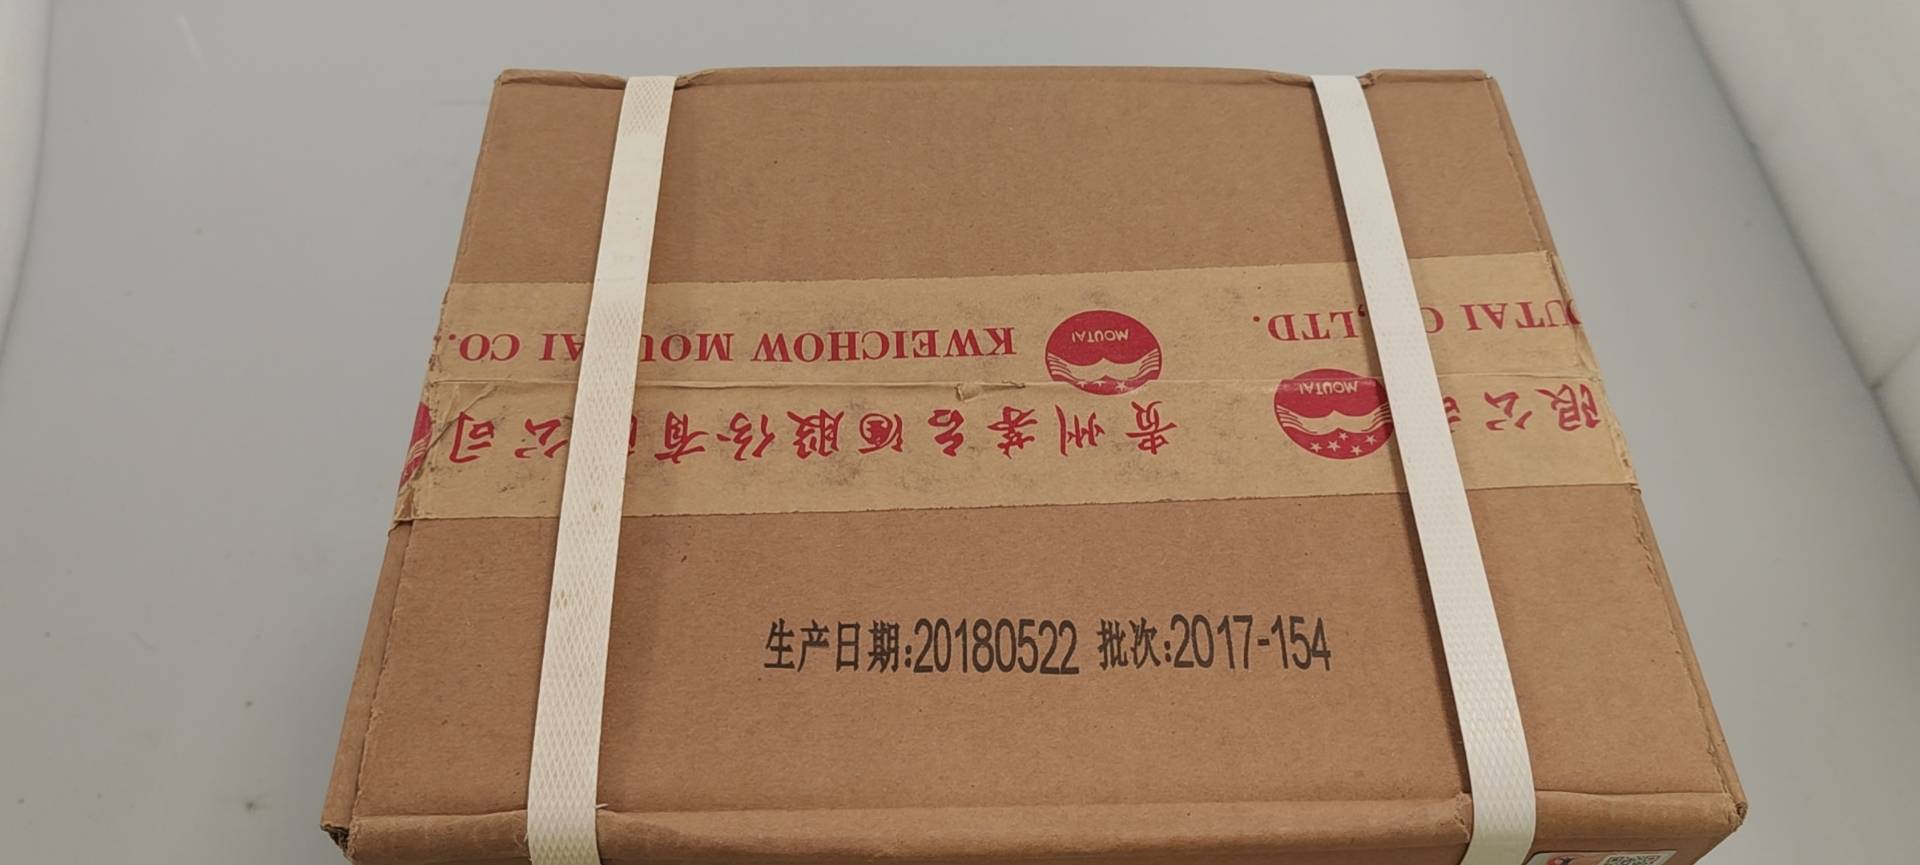 KWEICHOW MOUTAI CO.
MOUTAI
,LTD.
UTAI C
贵州茅台酒股份有 公司
MOUTAI
限公
生产日期:20180522 批次:2017-154